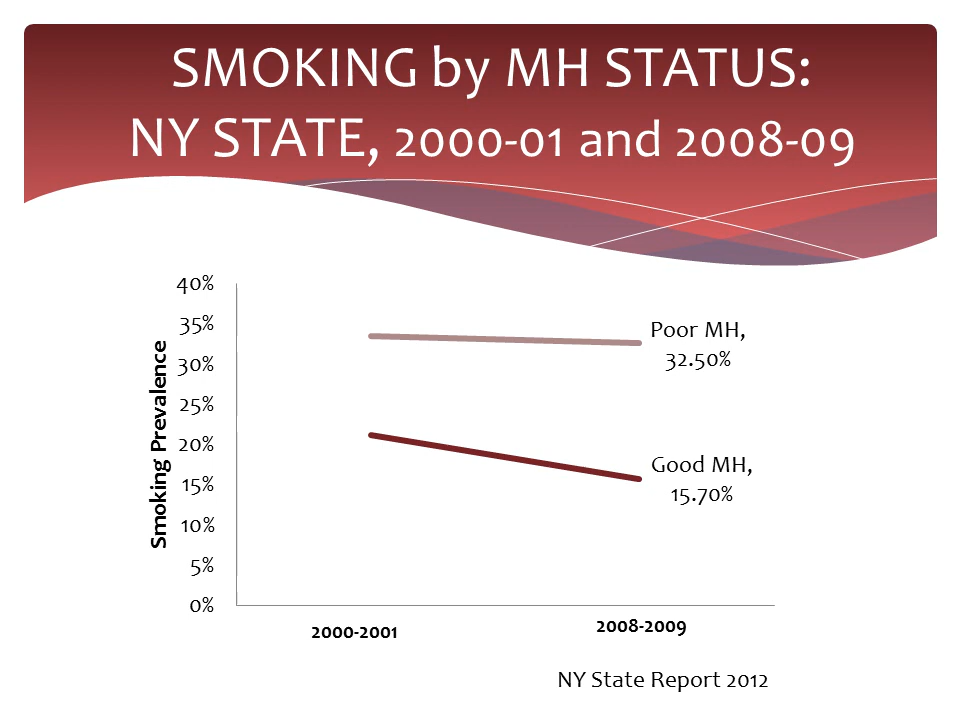 SMOKING by MH STATUS:
NY STATE, 2000-01 and 2008-09
Smoking Prevalence
40%
35%
30%
25%
20%
15%
10%
5%
0%
Poor MH,
32.50%
Good MH,
15.70%
2000-2001
2008-2009
NY State Report 2012